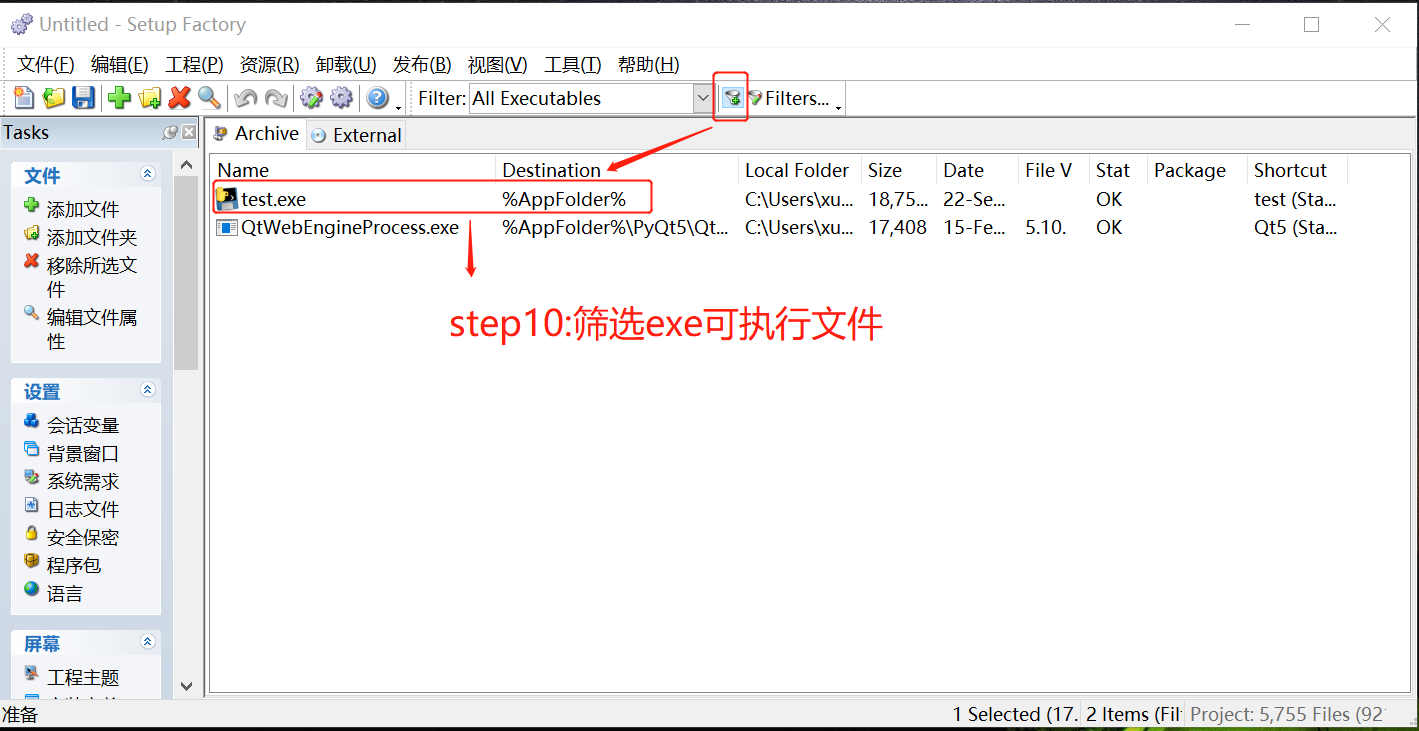 Untitled - Setup Factory
文件(F) 编辑(E) 工程(P) 资源(R) 卸载(U) 发布(B) 视图(V) 工具(T) 帮助(H)
Filter: All Executables Filters...
Tasks
Archive External
文件
添加文件
添加文件夹
移除所选文
件
编辑文件属
性
设置
会话变量
背景窗口
系统需求
日志文件
安全保密
程序包
语言
屏幕
工程主题
Name Destination Local Folder Size Date File V Stat Package Shortcut
test.exe %AppFolder% C:\Users\xu... 18,75... 22-Se... OK test (Sta...
QtWebEngineProcess.exe %AppFolder%\PyQt5\Qt... C:\Users\xu... 17,408 15-Fe... 5.10. OK Qt5 (Sta...
step10:筛选exe可执行文件
准备 1 Selected (17. 2 Items (Fil Project: 5,755 Files (92